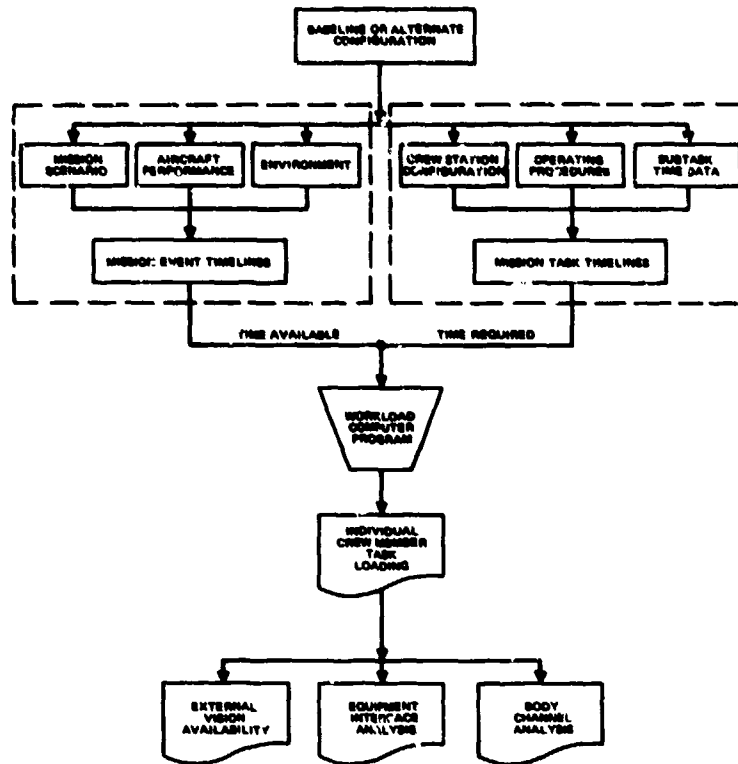 BASELINE OR ALTERNATE
CONFIGURATION
MISSION
SCENARIO
AIRCRAFT
PERFORMANCE
ENVIRONMENT
CREW STATION
CONFIGURATION
OPERATING
PROCEDURES
SUBTASK
TIME DATA
MISSION EVENT TIMELINES
MISSION TASK TIMELINES
TIME AVAILABLE
TIME REQUIRED
WORKLOAD
COMPUTER
PROGRAM
INDIVIDUAL
CREW MEMBER
TASK
LOADING
EXTERNAL
VISION
AVAILABILITY
EQUIPMENT
INTERFACE
ANALYSIS
BODY
CHANNEL
ANALYSIS